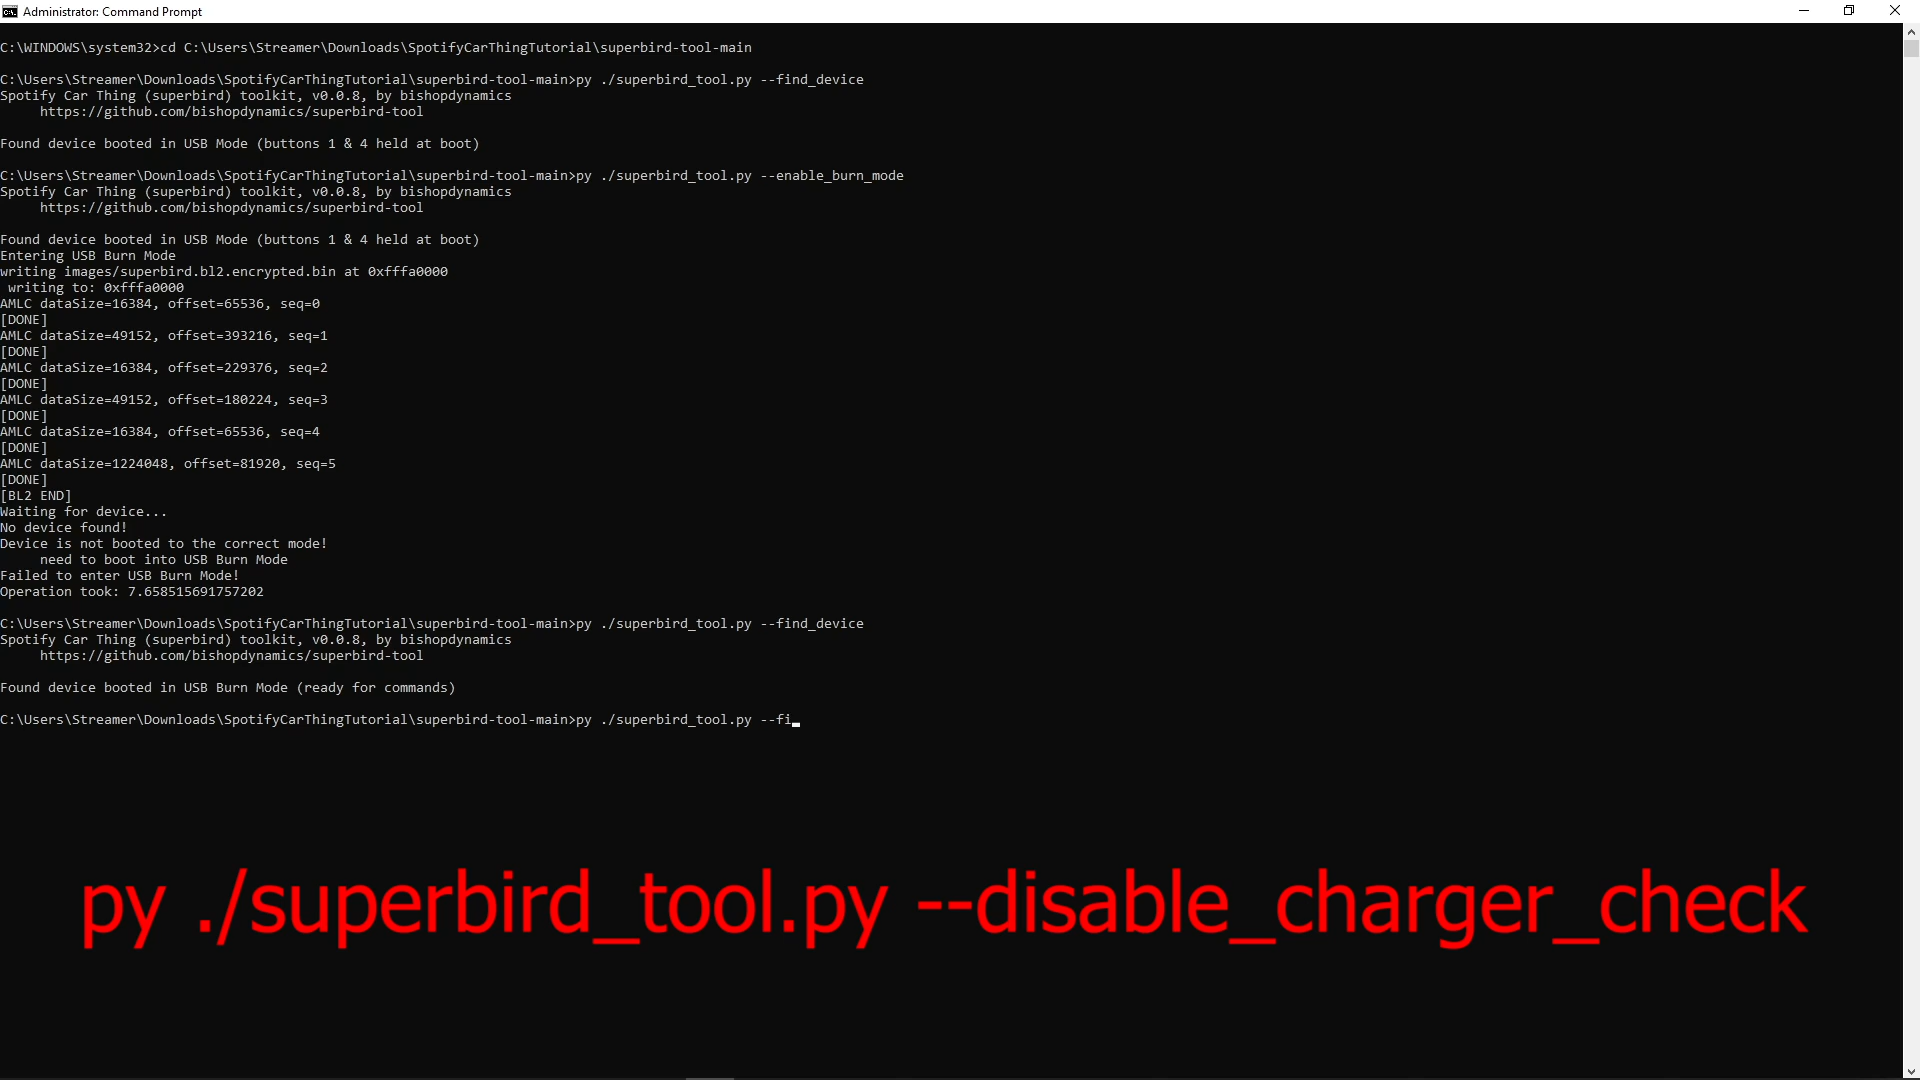 Administrator: Command Prompt
C:\WINDOWS\system32>cd C:\Users\Streamer\Downloads\SpotifyCarThingTutorial\superbird-tool-main
C:\Users\Streamer\Downloads\SpotifyCarThingTutorial\superbird-tool-main>py ./superbird_tool.py --find_device
Spotify Car Thing (superbird) toolkit, v0.0.8, by bishopdynamics
https://github.com/bishopdynamics/superbird-tool
Found device booted in USB Mode (buttons 1 & 4 held at boot)
C:\Users\Streamer\Downloads\SpotifyCarThingTutorial\superbird-tool-main>py ./superbird_tool.py --enable_burn_mode
Spotify Car Thing (superbird) toolkit, v0.0.8, by bishopdynamics
https://github.com/bishopdynamics/superbird-tool
Found device booted in USB Mode (buttons 1 & 4 held at boot)
Entering USB Burn Mode
writing images/superbird.bl2.encrypted.bin at 0xfffa0000
writing to: 0xfffa0000
AMLC dataSize=16384, offset=65536, seq=0
[DONE]
AMLC dataSize=49152, offset=393216, seq=1
[DONE]
AMLC dataSize=16384, offset=229376, seq=2
[DONE]
AMLC dataSize=49152, offset=180224, seq=3
[DONE]
AMLC dataSize=16384, offset=65536, seq=4
[DONE]
AMLC dataSize=1224048, offset=81920, seq=5
[DONE]
[BL2 END]
Waiting for device...
No device found!
Device is not booted to the correct mode!
need to boot into USB Burn Mode
Failed to enter USB Burn Mode!
Operation took: 7.658515691757202
C:\Users\Streamer\Downloads\SpotifyCarThingTutorial\superbird-tool-main>py ./superbird_tool.py --find_device
Spotify Car Thing (superbird) toolkit, v0.0.8, by bishopdynamics
https://github.com/bishopdynamics/superbird-tool
Found device booted in USB Burn Mode (ready for commands)
C:\Users\Streamer\Downloads\SpotifyCarThingTutorial\superbird-tool-main>py ./superbird_tool.py --fi
py ./superbird_tool.py --disable_charger_check